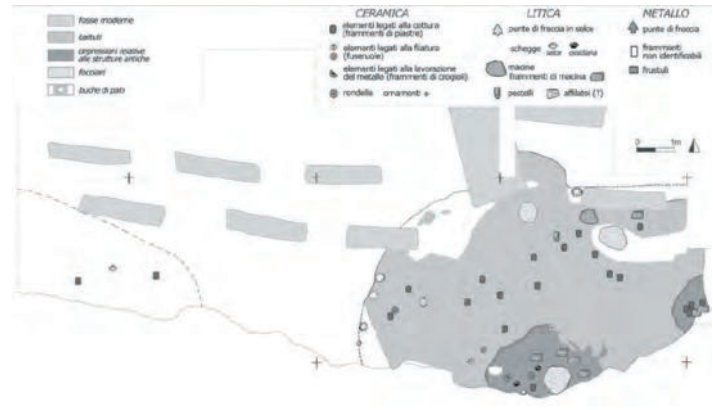 fosse moderne
battuti
depressioni relative
alle strutture antiche
focolari
buche di palo
CERAMICA
elementi legati alla cottura
(frammenti di piastre)
elementi legati alla filatura
(fuseruole)
elementi legati alla lavorazione
del metallo (frammenti di crogioli)
rondelle
ornamenti
LITICA
punte di freccia in selce
schegge
selce
ossidiana
macine
frammenti di macina
pestelli
affilatoi (?)
METALLO
punte di freccia
frammenti
non identificabili
frustuli
0
1m